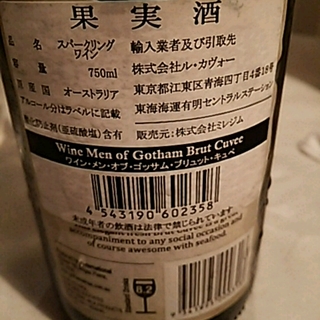 果実酒
品名 スパークリングワイン 輸入業者及び引取先
容量 750ml 株式会社ル・カヴォー
原産国 オーストラリア 東京都江東区青海四丁目4番18号
アルコール分はラベルに記載 東海海運有明セントラルステーション
酸化防止剤(亜硫酸塩)含有 販売元:株式会社ミレジム
Wine Men of Gotham Brut Cuvee
ワイン・メン・オブ・ゴッサム・ブリュット・キュベ
4 543190 602358
未成年者の飲酒は法律で禁じられています
Brut Cuvee is a great
accompaniment to any social occasion and
of course awesome with seafood.
8.2